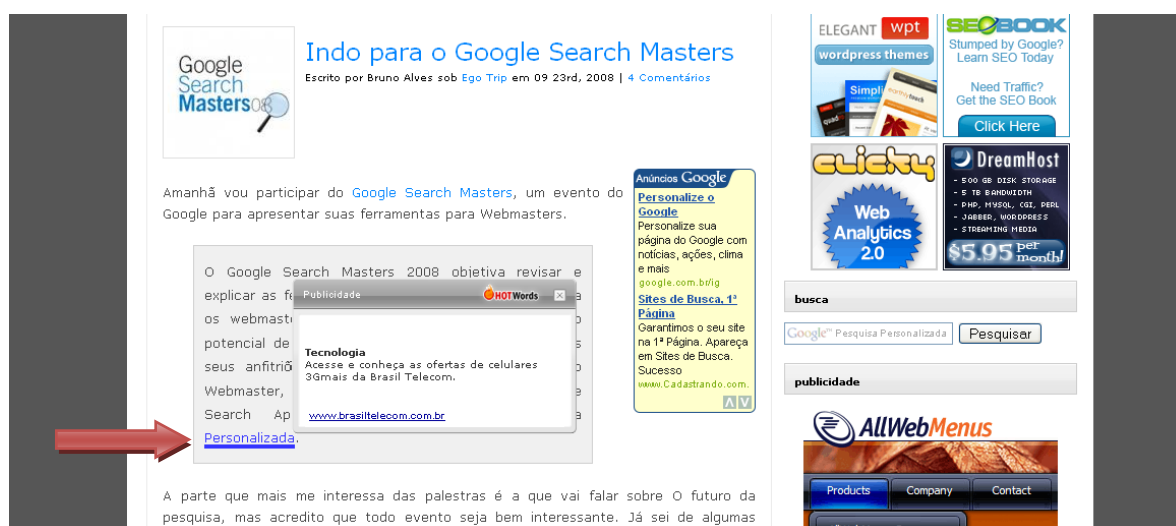 Google
Search
Masters08
Indo para o Google Search Masters
Escrito por Bruno Alves sob Ego Trip em 09 23rd, 2008 | 4 Comentários
Amanhã vou participar do Google Search Masters, um evento do
Google para apresentar suas ferramentas para Webmasters.
O Google Search Masters 2008 objetiva revisar e
explicar as
os
potencial de
seus
Webmaster,
Search
Personalizada.
Publicidade
HOTWords
Tecnologia
Acesse e conheça as ofertas de celulares
3Gmais da Brasil Telecom.
www.brasiltelecom.com.br
A parte que mais me interessa das palestras é a que vai falar sobre O futuro da
pesquisa, mas acredito que todo evento seja bem interessante. Já sei de algumas
Anúncios Google
Personalize o
Google
Personalize sua
página do Google com
notícias, ações, clima
e mais
google.com.br/ig
Sites de Busca, 1ª
Página
Garantimos o seu site
na 1ª Página. Apareça
em Sites de Busca.
Sucesso
www.Cadastrando.com.
ELEGANT wpt
wordpress themes
SEOBOOK
Stumped by Google?
Learn SEO Today
Need Traffic?
Get the SEO Book
Click Here
CLICKY
Web
Analytics
2.0
DreamHost
- 500 GB DISK STORAGE
- 5 TB BANDWIDTH
- PHP, MYSQL, CGI, PERL
- JABBER, WORDPRESS
- STREAMING MEDIA
$5.95 per month!
busca
Google™ Pesquisa Personalizada
Pesquisar
publicidade
AllWebMenus
Products Company Contact